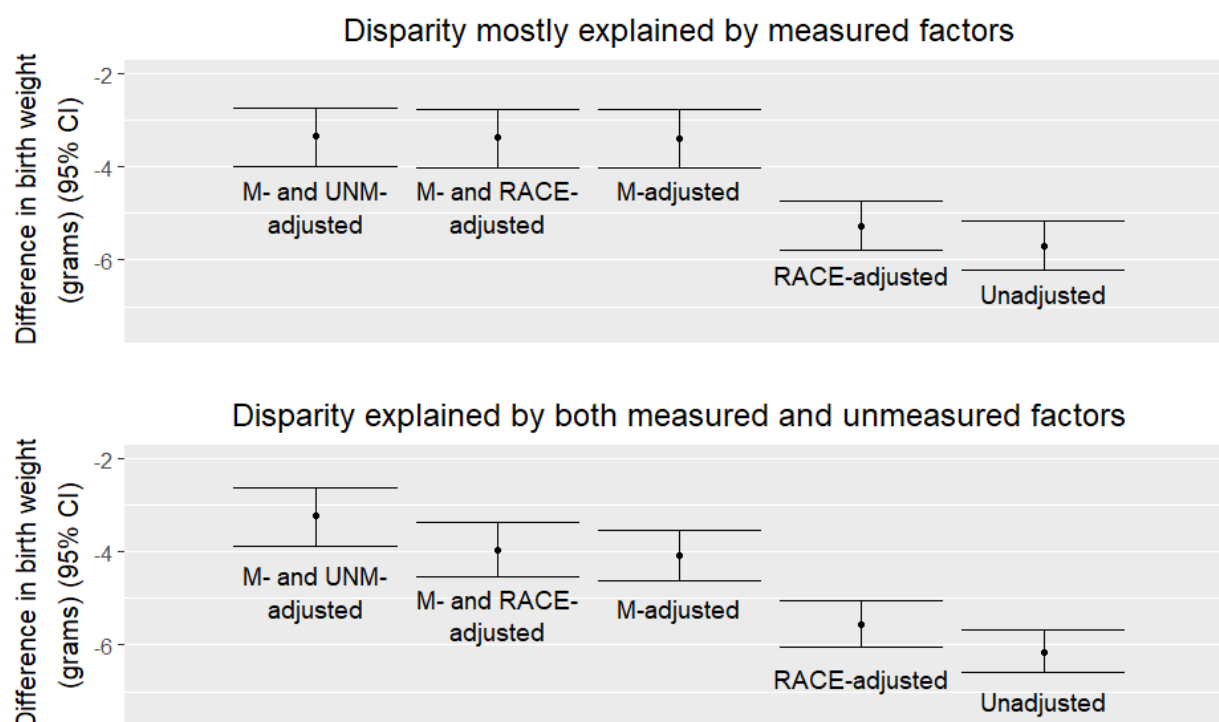 Disparity mostly explained by measured factors
Difference in birth weight
(grams) (95% CI)
-2
-4
-6
M- and UNM-
adjusted
M- and RACE-
adjusted
M-adjusted
RACE-adjusted
Unadjusted
Disparity explained by both measured and unmeasured factors
Difference in birth weight
(grams) (95% CI)
-2
-4
-6
M- and UNM-
adjusted
M- and RACE-
adjusted
M-adjusted
RACE-adjusted
Unadjusted